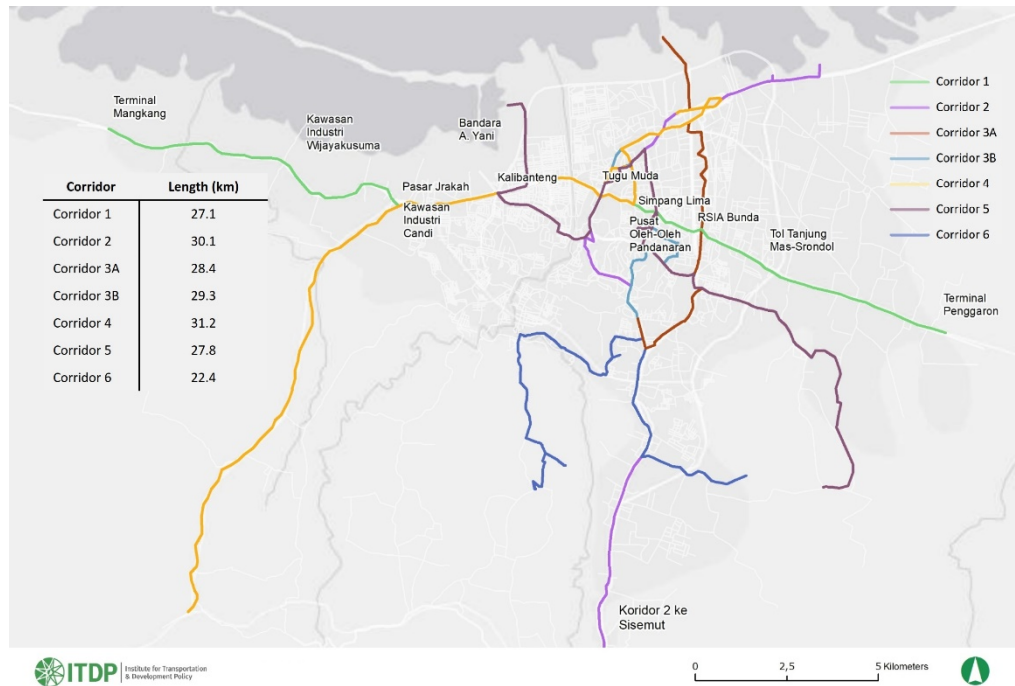 Terminal
Mangkang
Kawasan
Industri
Wijayakusuma
Bandara
A. Yani
Pasar Jrakah
Kalibanteng
Kawasan
Industri
Candi
Tugu Muda
Simpang Lima
Pusat
Oleh-Oleh
Pandanaran
RSIA Bunda
Tol Tanjung
Mas-Srondol
Terminal
Penggaron
Koridor 2 ke
Sisemut
Corridor 1
Corridor 2
Corridor 3A
Corridor 3B
Corridor 4
Corridor 5
Corridor 6
Corridor Length (km)
Corridor 1 27.1
Corridor 2 30.1
Corridor 3A 28.4
Corridor 3B 29.3
Corridor 4 31.2
Corridor 5 27.8
Corridor 6 22.4
ITDP
Institute for Transportation
& Development Policy
0 2,5 5 Kilometers